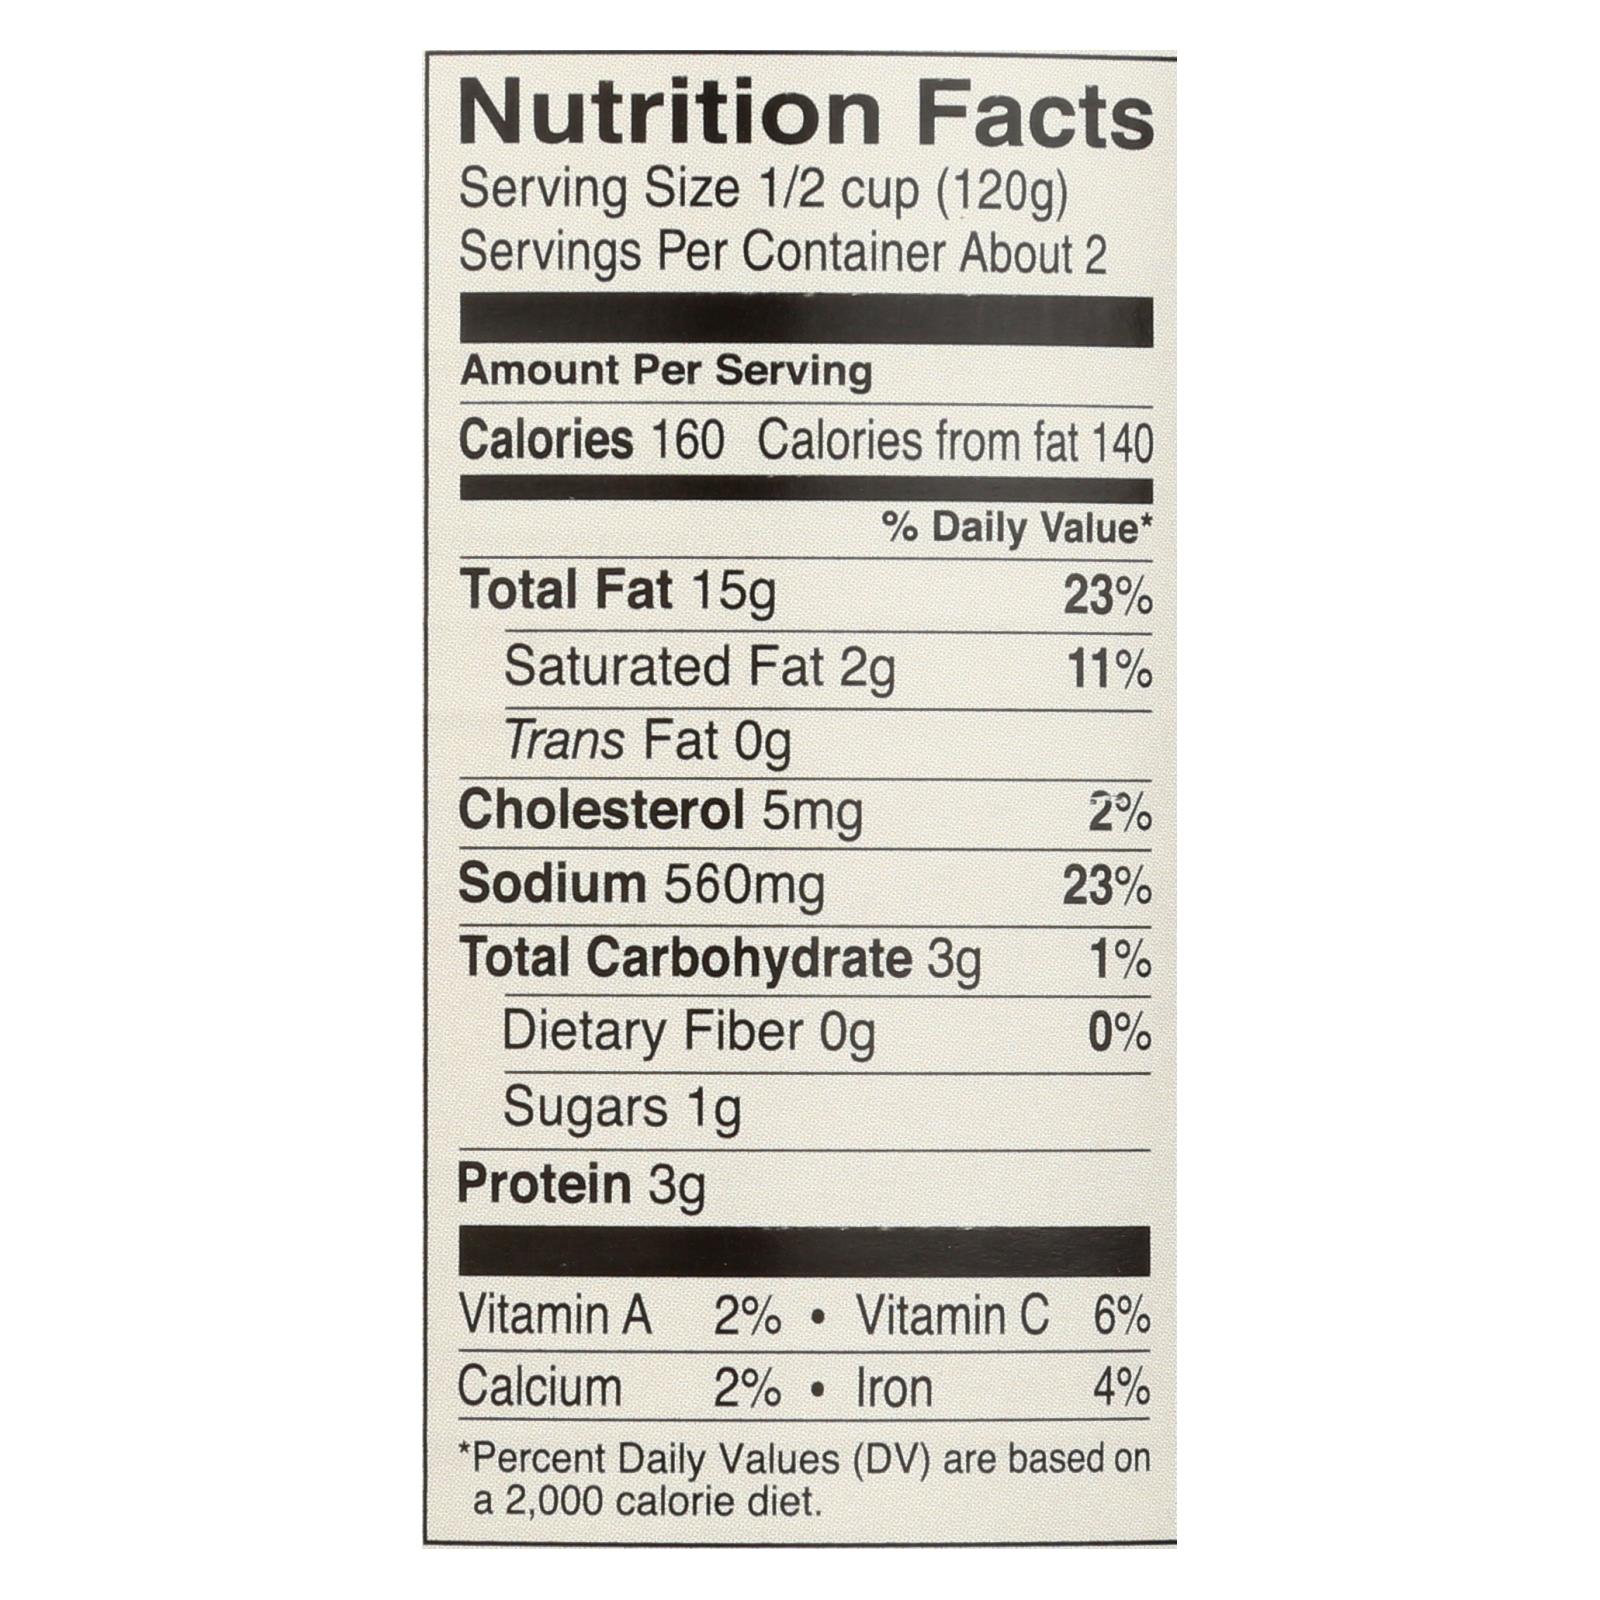 Nutrition Facts
Serving Size 1/2 cup (120g)
Servings Per Container About 2
Amount Per Serving
Calories 160 Calories from fat 140
% Daily Value*
Total Fat 15g 23%
Saturated Fat 2g 11%
Trans Fat 0g
Cholesterol 5mg 2%
Sodium 560mg 23%
Total Carbohydrate 3g 1%
Dietary Fiber 0g 0%
Sugars 1g
Protein 3g
Vitamin A 2% • Vitamin C 6%
Calcium 2% • Iron 4%
*Percent Daily Values (DV) are based on
a 2,000 calorie diet.